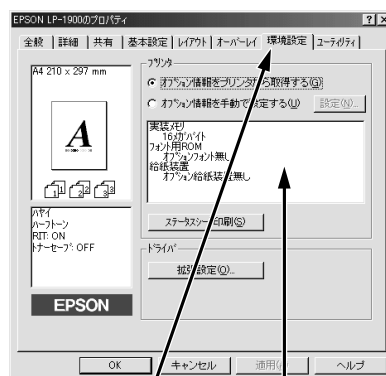 EPSON LP-1900のプロパティ
全般 詳細 共有 基本設定 レイアウト オーバーレイ 環境設定 ユーティリティ
A4 210 x 297 mm
A
ハヤイ
ハーフトーン
RIT: ON
トナーセーブ: OFF
EPSON
プリンタ
オプション情報をプリンタから取得する(G)
オプション情報を手動で設定する(U) 設定(N)...
実装メモリ
16メガバイト
フォント用ROM
オプションフォント無し
給紙装置
オプション給紙装置無し
ステータスシート印刷(S)
ドライバ
拡張設定(O)...
OK キャンセル 適用(A) ヘルプ